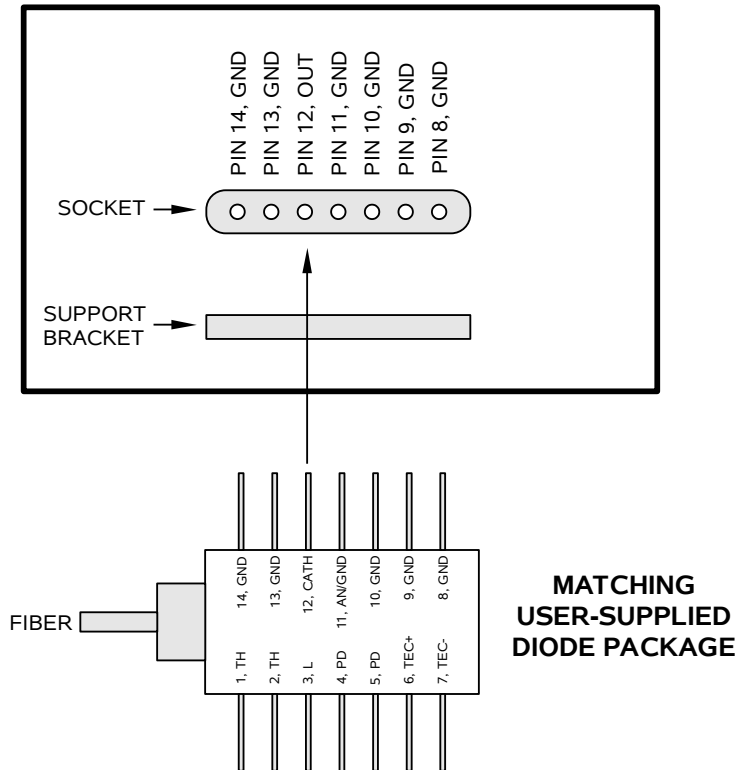 PIN 14, GND
PIN 13, GND
PIN 12, OUT
PIN 11, GND
PIN 10, GND
PIN 9, GND
PIN 8, GND
SOCKET
SUPPORT
BRACKET
14, GND
13, GND
12, CATH
11, AN/GND
10, GND
9, GND
8, GND
FIBER
1, TH
2, TH
3, L
4, PD
5, PD
6, TEC+
7, TEC-
MATCHING
USER-SUPPLIED
DIODE PACKAGE